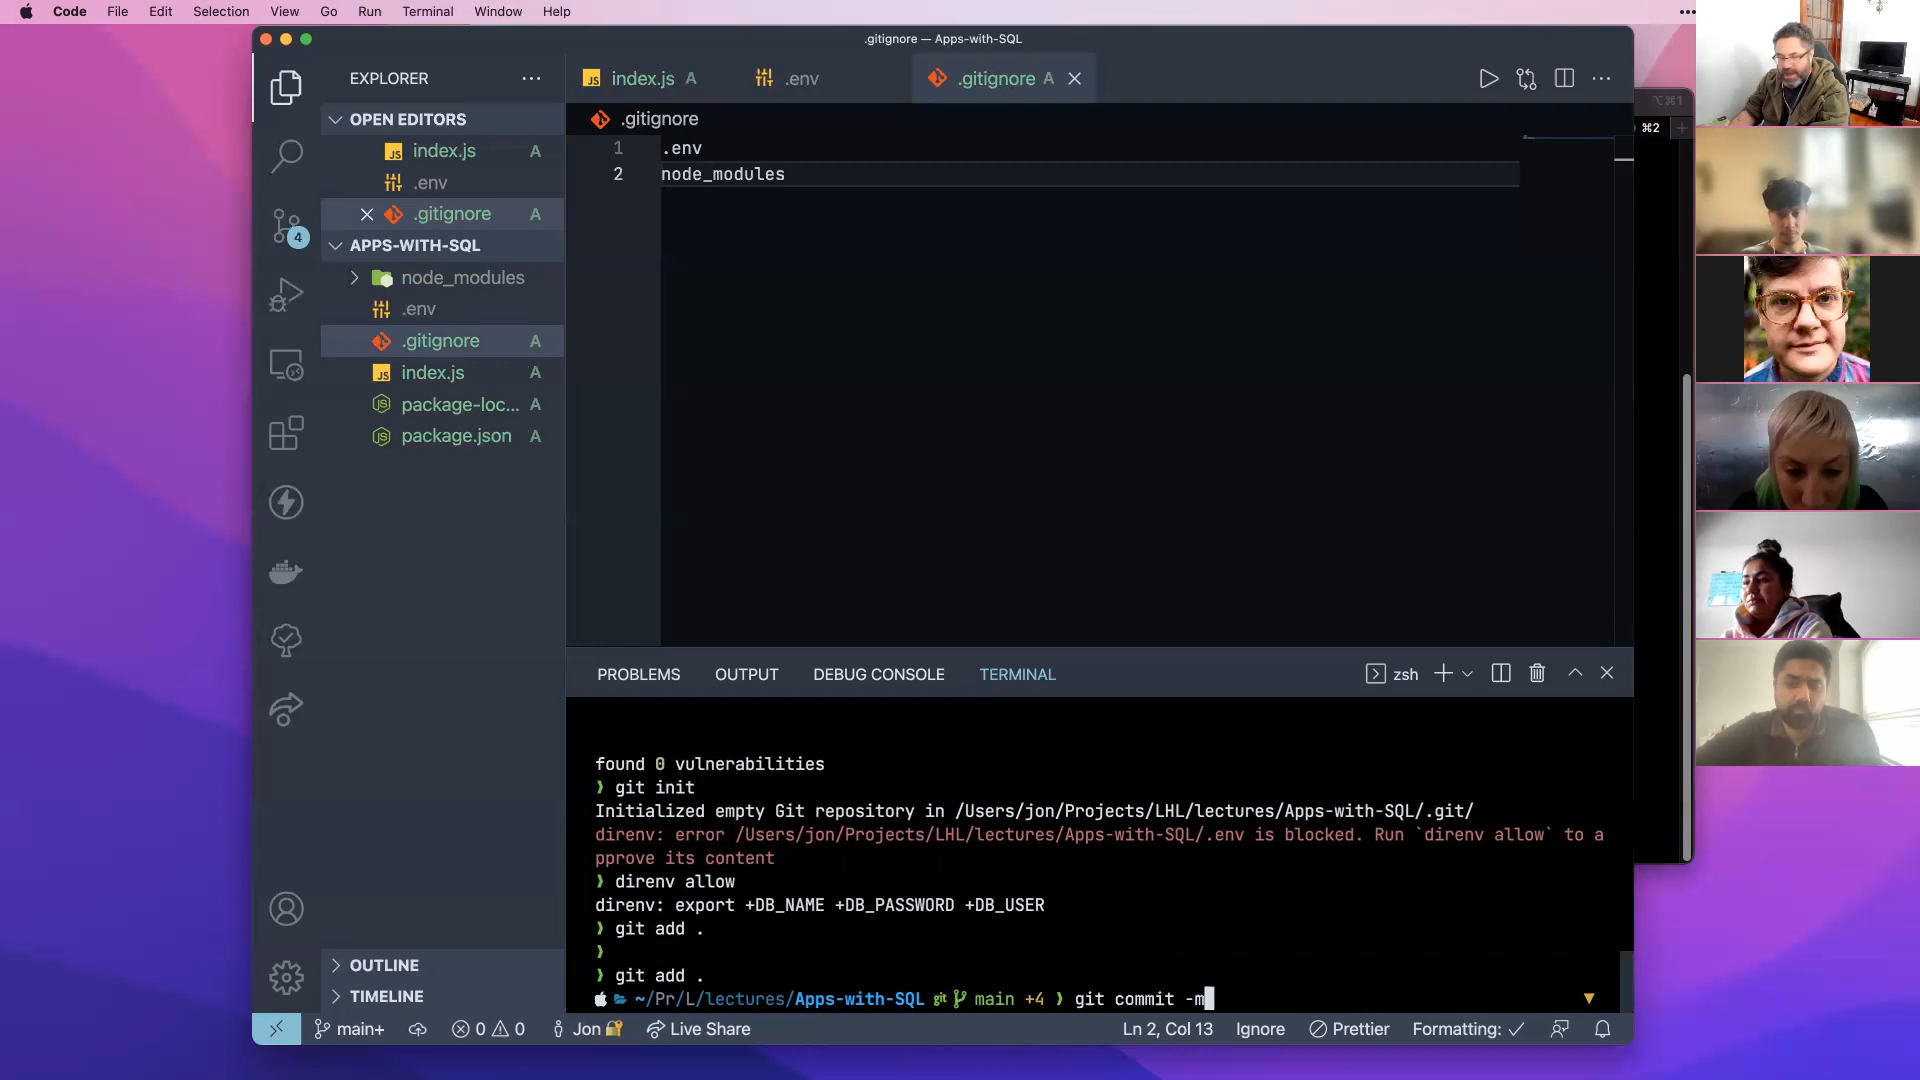 Code File Edit Selection View Go Run Terminal Window Help
.gitignore — Apps-with-SQL
EXPLORER
index.js A
.env
.gitignore A
⌥⌘1
⌘2
OPEN EDITORS
index.js A
.env
.gitignore A
APPS-WITH-SQL
node_modules
.env
.gitignore A
index.js A
package-loc... A
package.json A
4
OUTLINE
TIMELINE
.gitignore
1 .env
2 node_modules
PROBLEMS OUTPUT DEBUG CONSOLE TERMINAL
zsh
found 0 vulnerabilities
❯ git init
Initialized empty Git repository in /Users/jon/Projects/LHL/lectures/Apps-with-SQL/.git/
direnv: error /Users/jon/Projects/LHL/lectures/Apps-with-SQL/.env is blocked. Run `direnv allow` to a
pprove its content
❯ direnv allow
direnv: export +DB_NAME +DB_PASSWORD +DB_USER
❯ git add .
❯
❯ git add .
~/Pr/L/lectures/Apps-with-SQL git main +4 ❯ git commit -m
main+ 0 0 Jon Live Share Ln 2, Col 13 Ignore Prettier Formatting: ✓